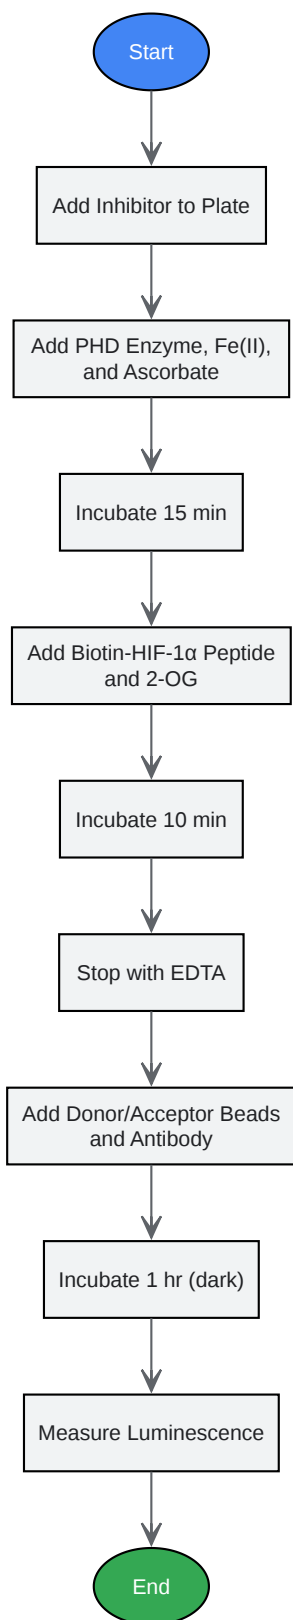 Start
Add Inhibitor to Plate
Add PHD Enzyme, Fe(II),
and Ascorbate
Incubate 15 min
Add Biotin-HIF-1α Peptide
and 2-OG
Incubate 10 min
Stop with EDTA
Add Donor/Acceptor Beads
and Antibody
Incubate 1 hr (dark)
Measure Luminescence
End